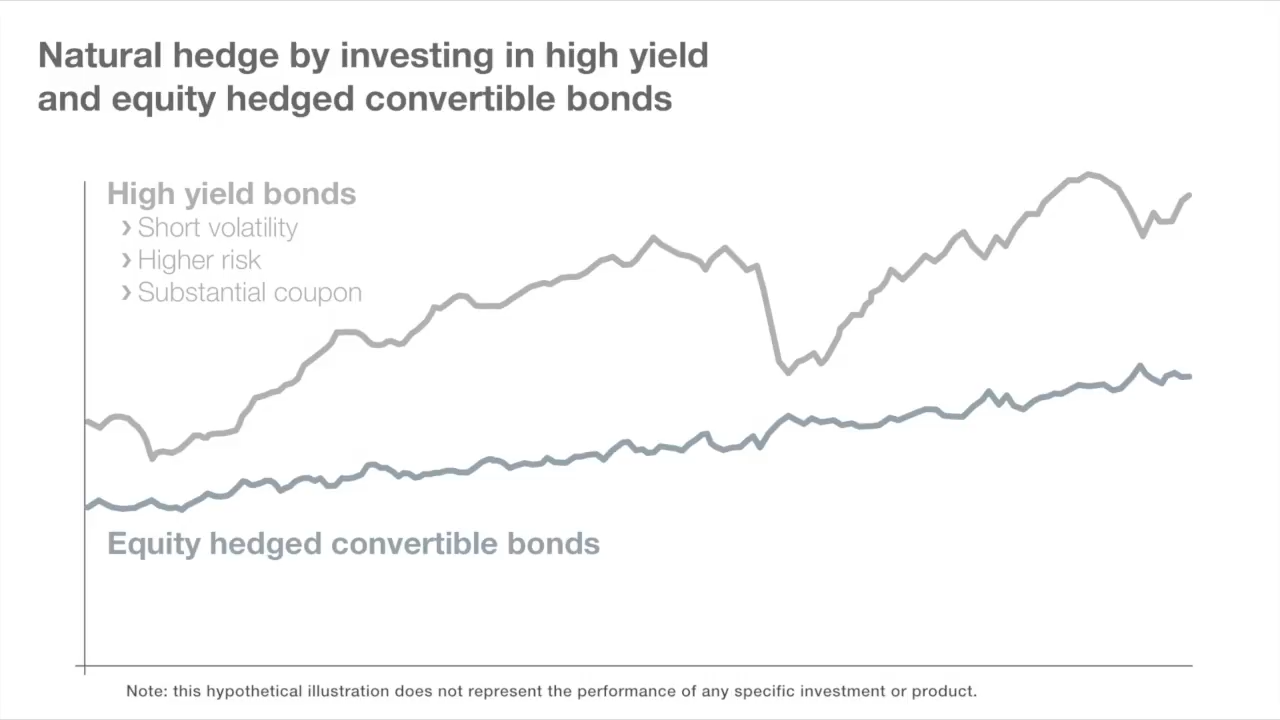 Natural hedge by investing in high yield
and equity hedged convertible bonds
High yield bonds
› Short volatility
› Higher risk
› Substantial coupon
Equity hedged convertible bonds
Note: this hypothetical illustration does not represent the performance of any specific investment or product.